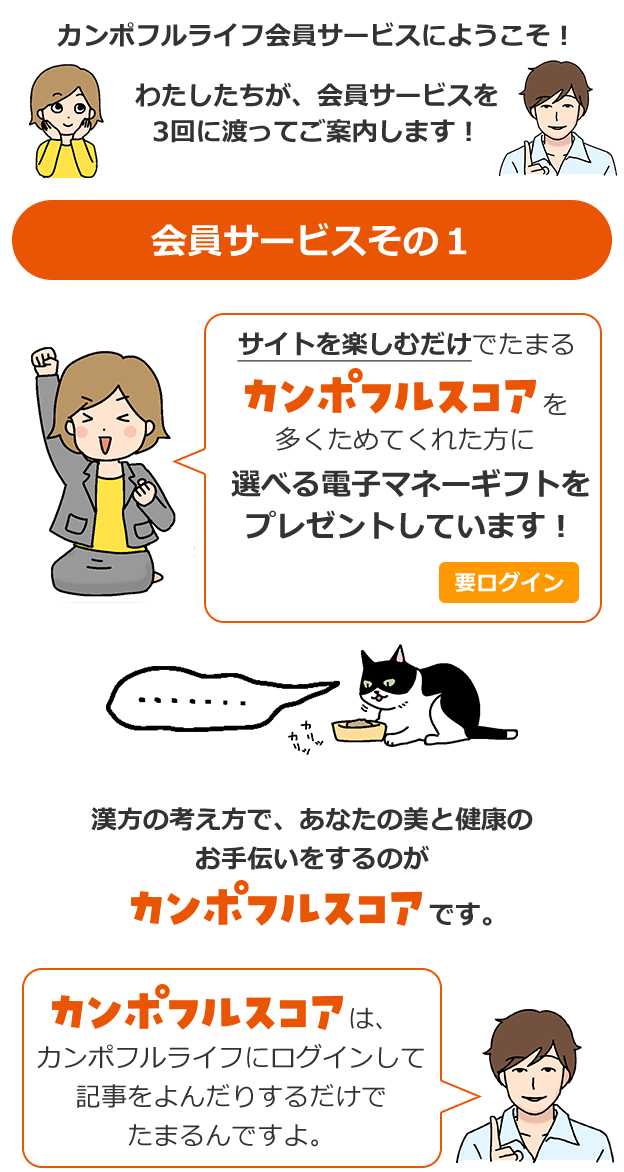 カンポフルライフ会員サービスにようこそ！
わたしたちが、会員サービスを
3回に渡ってご案内します！
会員サービスその１
サイトを楽しむだけでたまる
カンポフルスコアを
多くためてくれた方に
選べる電子マネーギフトを
プレゼントしています！
要ログイン
・・・・・・・
カリッ
カリッ
漢方の考え方で、あなたの美と健康の
お手伝いをするのが
カンポフルスコアです。
カンポフルスコアは、
カンポフルライフにログインして
記事をよんだりするだけで
たまるんですよ。